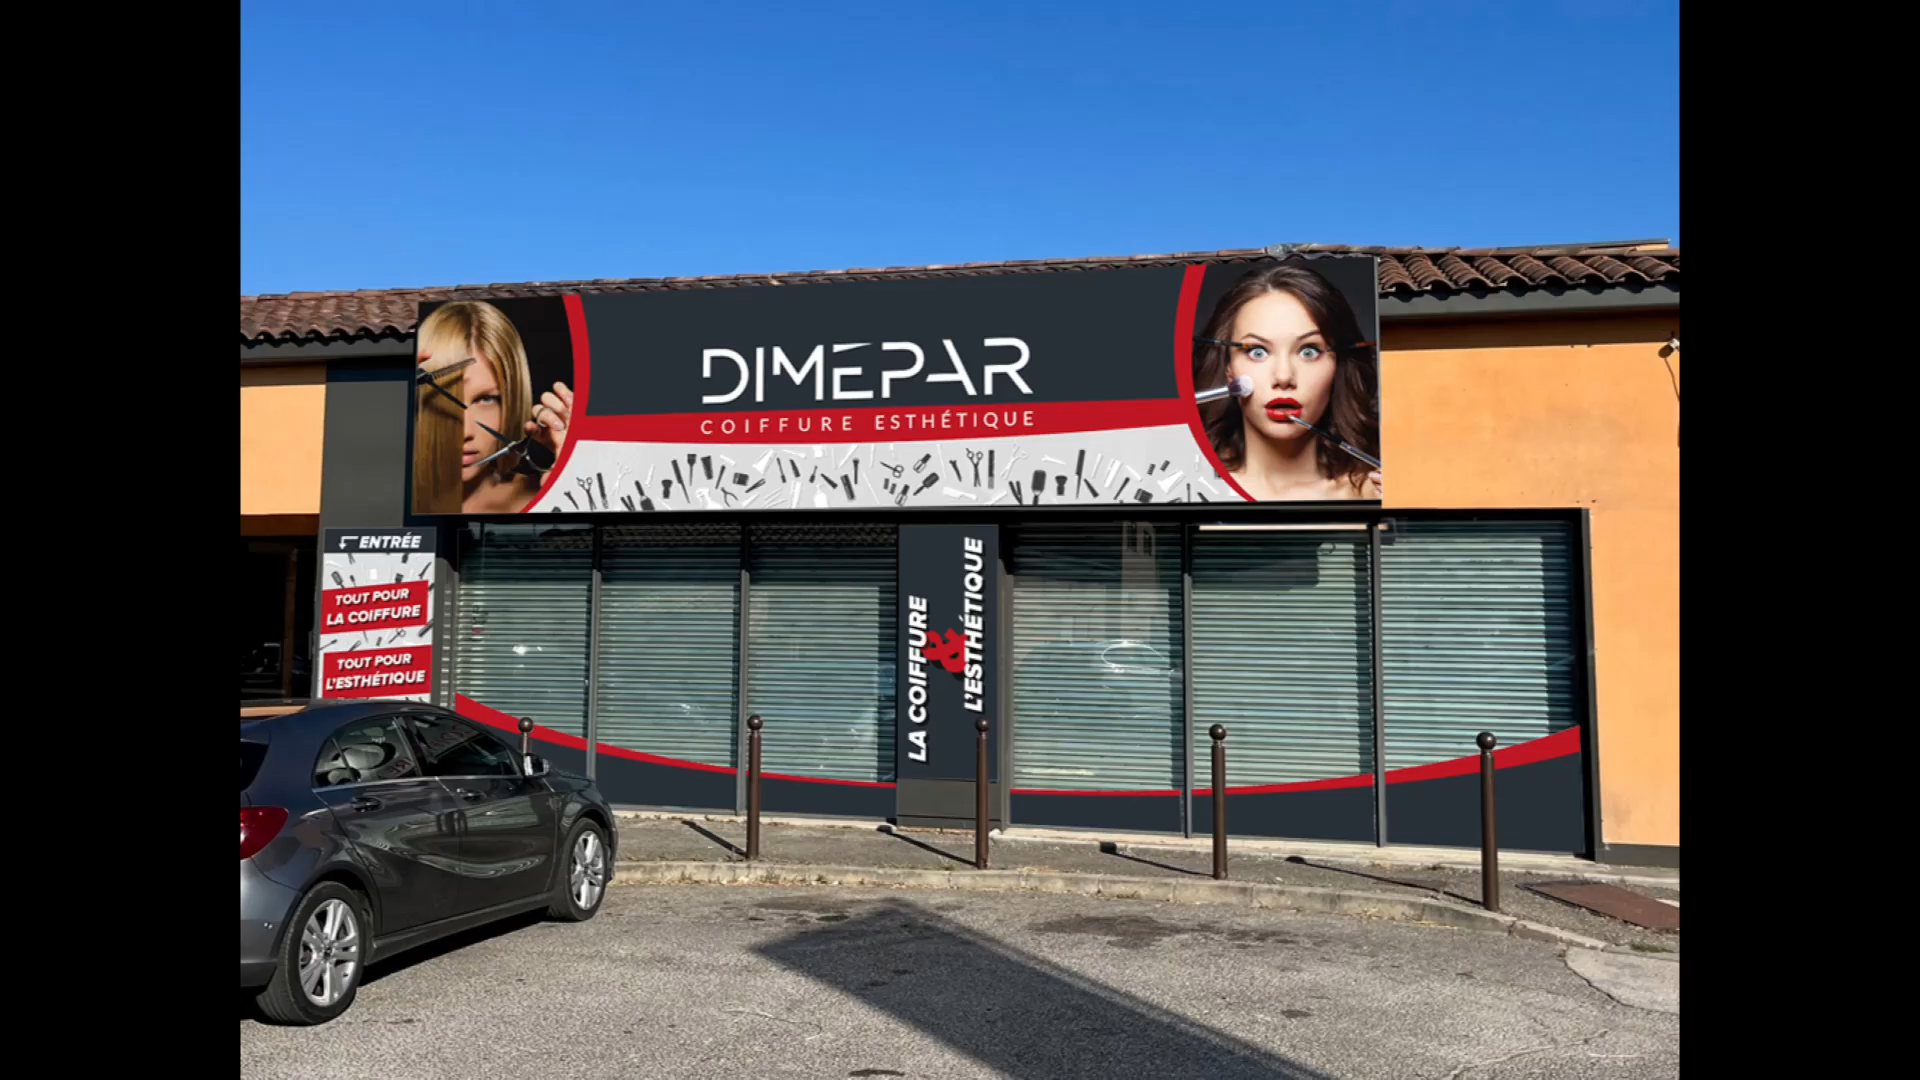 DIMEPAR
COIFFURE ESTHÉTIQUE
ENTRÉE
TOUT POUR
LA COIFFURE
TOUT POUR
L'ESTHÉTIQUE
LA COIFFURE
&
L'ESTHÉTIQUE